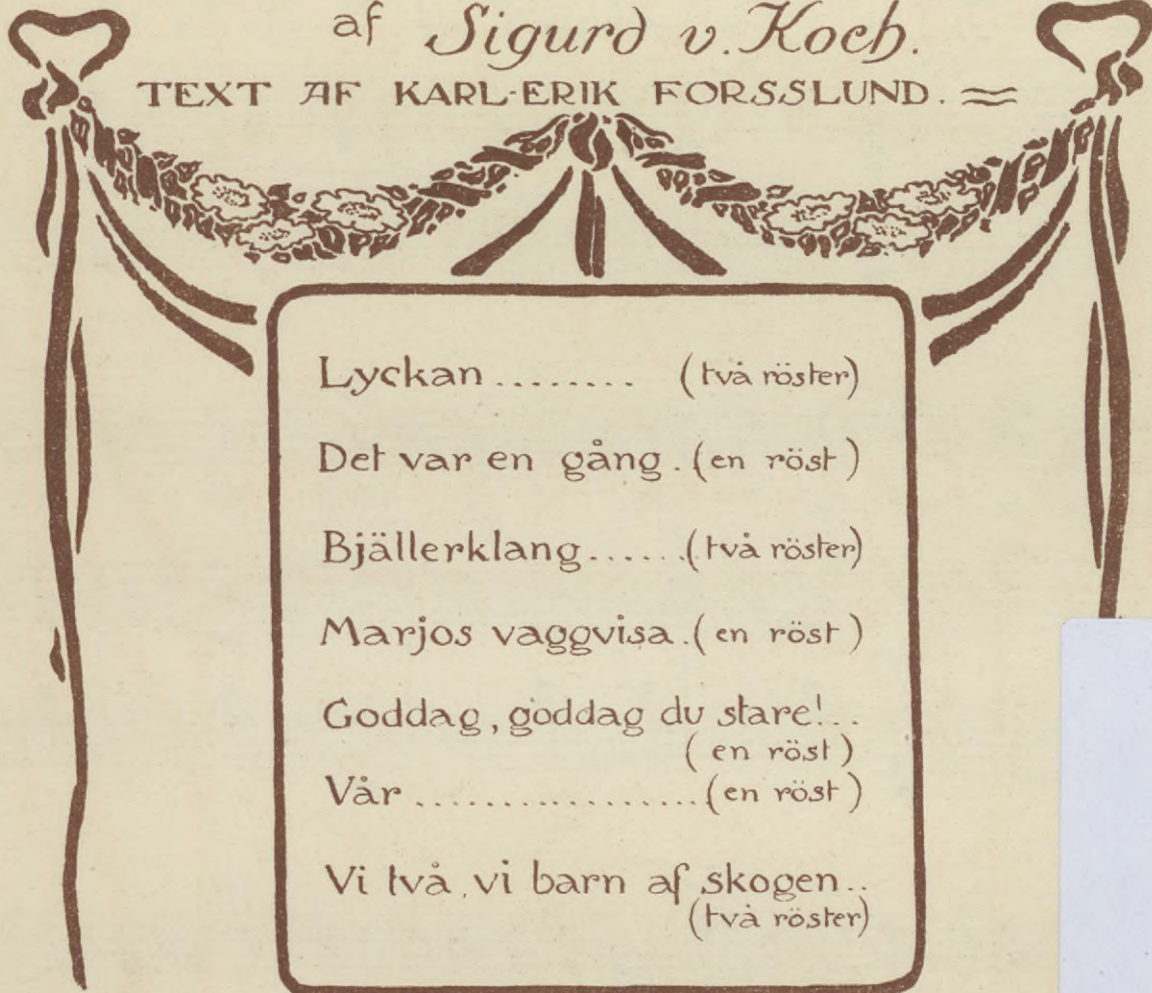 af Sigurd v. Koch.
TEXT AF KARL-ERIK FORSSLUND.
Lyckan........ (två röster)
Det var en gång. (en röst)
Bjällerklang...... (två röster)
Marjos vaggvisa. (en röst)
Goddag, goddag du stare!..
(en röst)
Vår .................. (en röst)
Vi två, vi barn af skogen..
(två röster)